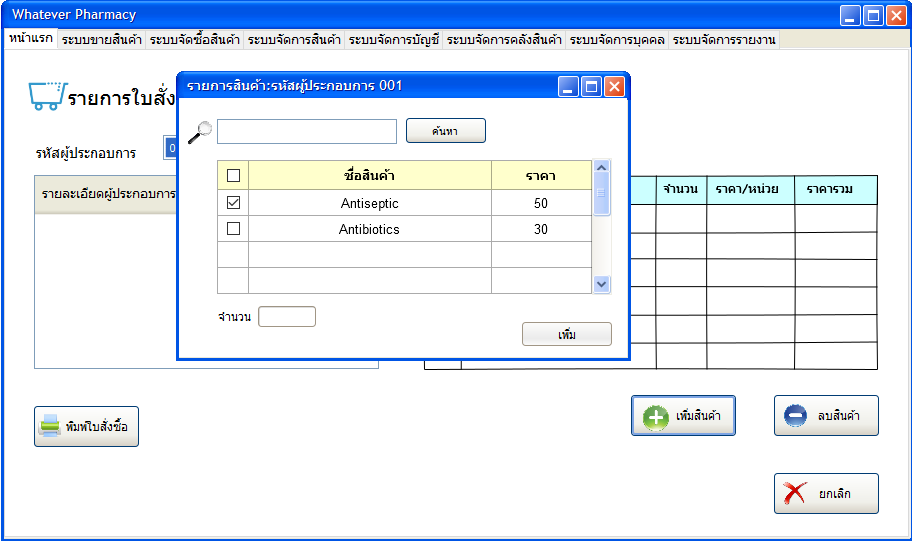 Whatever Pharmacy
หน้าแรก ระบบขายสินค้า ระบบจัดซื้อสินค้า ระบบจัดการสินค้า ระบบจัดการบัญชี ระบบจัดการคลังสินค้า ระบบจัดการบุคคล ระบบจัดการรายงาน
รายการใบสั่ง
รหัสผู้ประกอบการ 0
รายละเอียดผู้ประกอบการ
จำนวน ราคา/หน่วย ราคารวม
รายการสินค้า:รหัสผู้ประกอบการ 001
ค้นหา
ชื่อสินค้า ราคา
Antiseptic 50
Antibiotics 30
จำนวน
เพิ่ม
พิมพ์ใบสั่งซื้อ
เพิ่มสินค้า ลบสินค้า
ยกเลิก